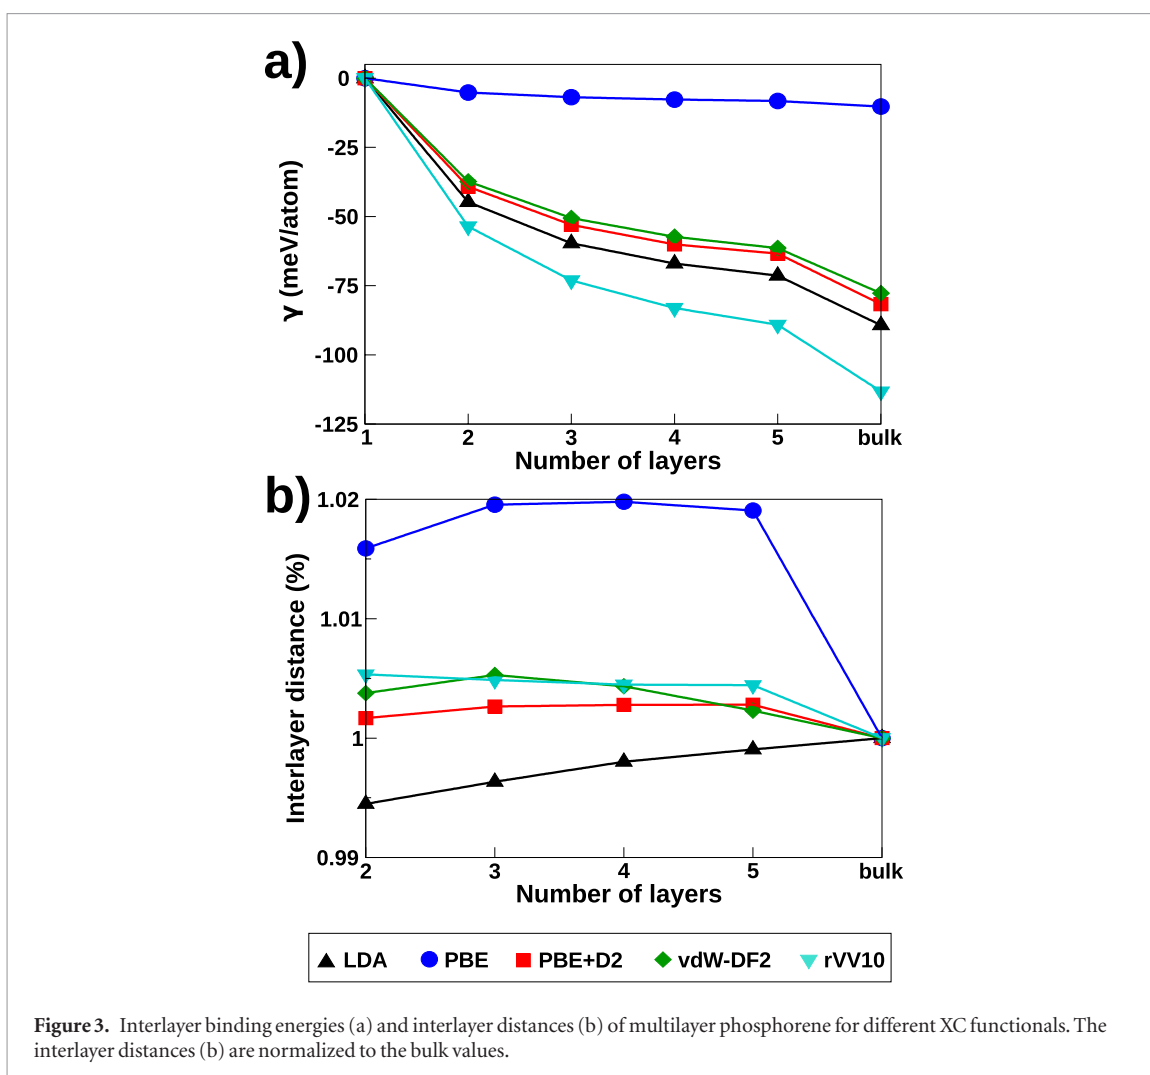 a)
0
-25
-50
-75
-100
-125
γ (meV/atom)
1 2 3 4 5 bulk
Number of layers
b)
1.02
1.01
1
0.99
Interlayer distance (%)
2 3 4 5 bulk
Number of layers
LDA PBE PBE+D2 vdW-DF2 rVV10
Figure 3. Interlayer binding energies (a) and interlayer distances (b) of multilayer phosphorene for different XC functionals. The
interlayer distances (b) are normalized to the bulk values.